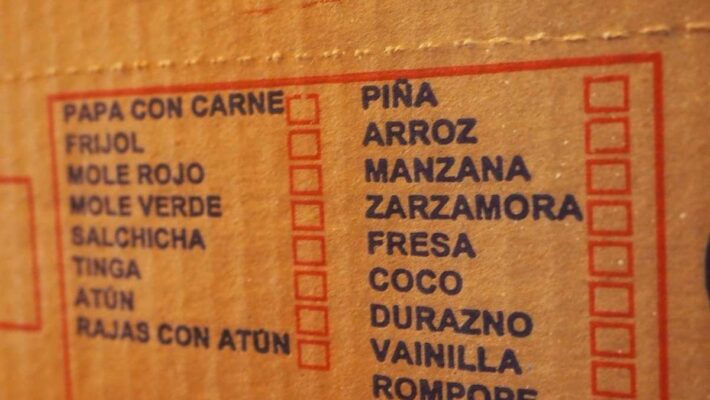 PAPA CON CARNE
FRIJOL
MOLE ROJO
MOLE VERDE
SALCHICHA
TINGA
ATÚN
RAJAS CON ATÚN
PIÑA
ARROZ
MANZANA
ZARZAMORA
FRESA
COCO
DURAZNO
VAINILLA
ROMPOPE